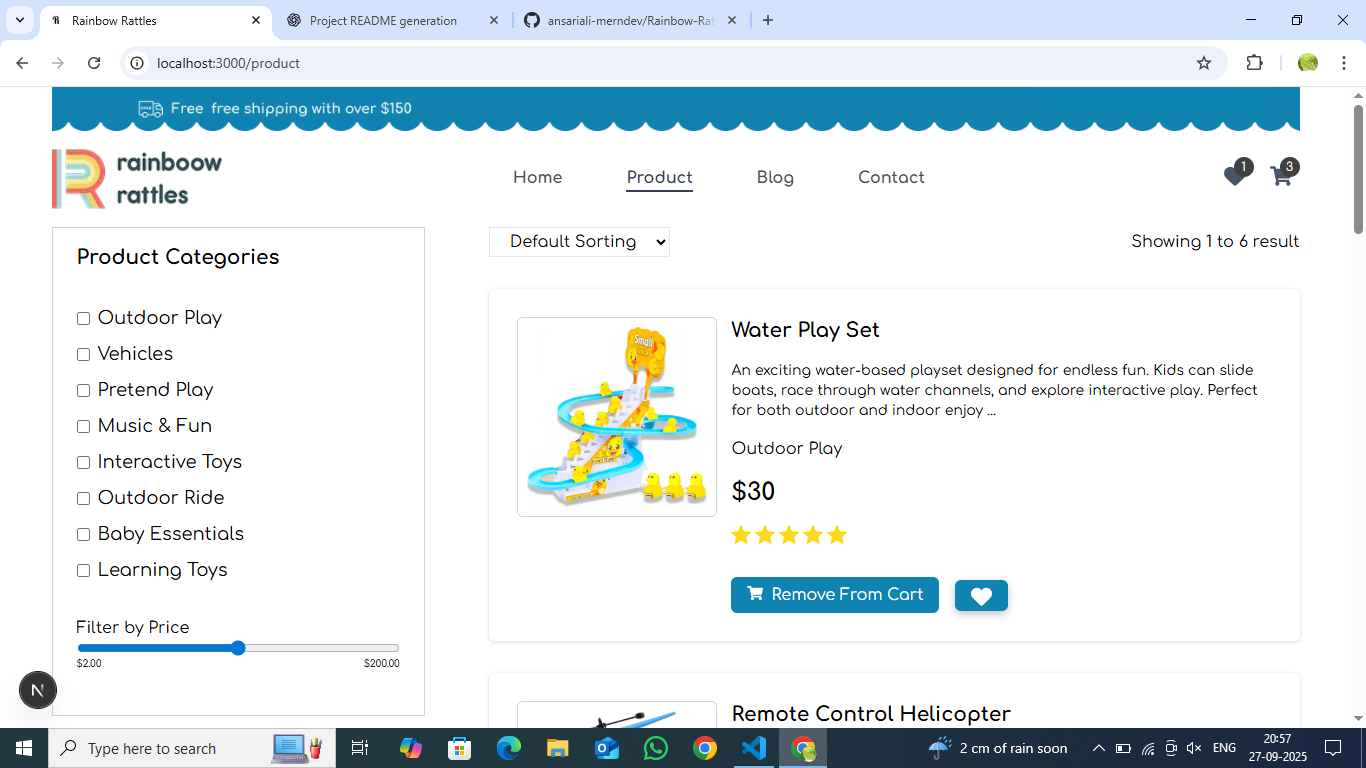 Rainbow Rattles
Project README generation
ansariali-merndev/Rainbow-Rat
localhost:3000/product
Free free shipping with over $150
rainboow
rattles
Home
Product
Blog
Contact
1
3
Product Categories
Outdoor Play
Vehicles
Pretend Play
Music & Fun
Interactive Toys
Outdoor Ride
Baby Essentials
Learning Toys
Filter by Price
$2.00
$200.00
Default Sorting
Showing 1 to 6 result
Small
Water Play Set
An exciting water-based playset designed for endless fun. Kids can slide
boats, race through water channels, and explore interactive play. Perfect
for both outdoor and indoor enjoy ...
Outdoor Play
$30
Remove From Cart
Remote Control Helicopter
N
Type here to search
2 cm of rain soon
ENG
20:57
27-09-2025